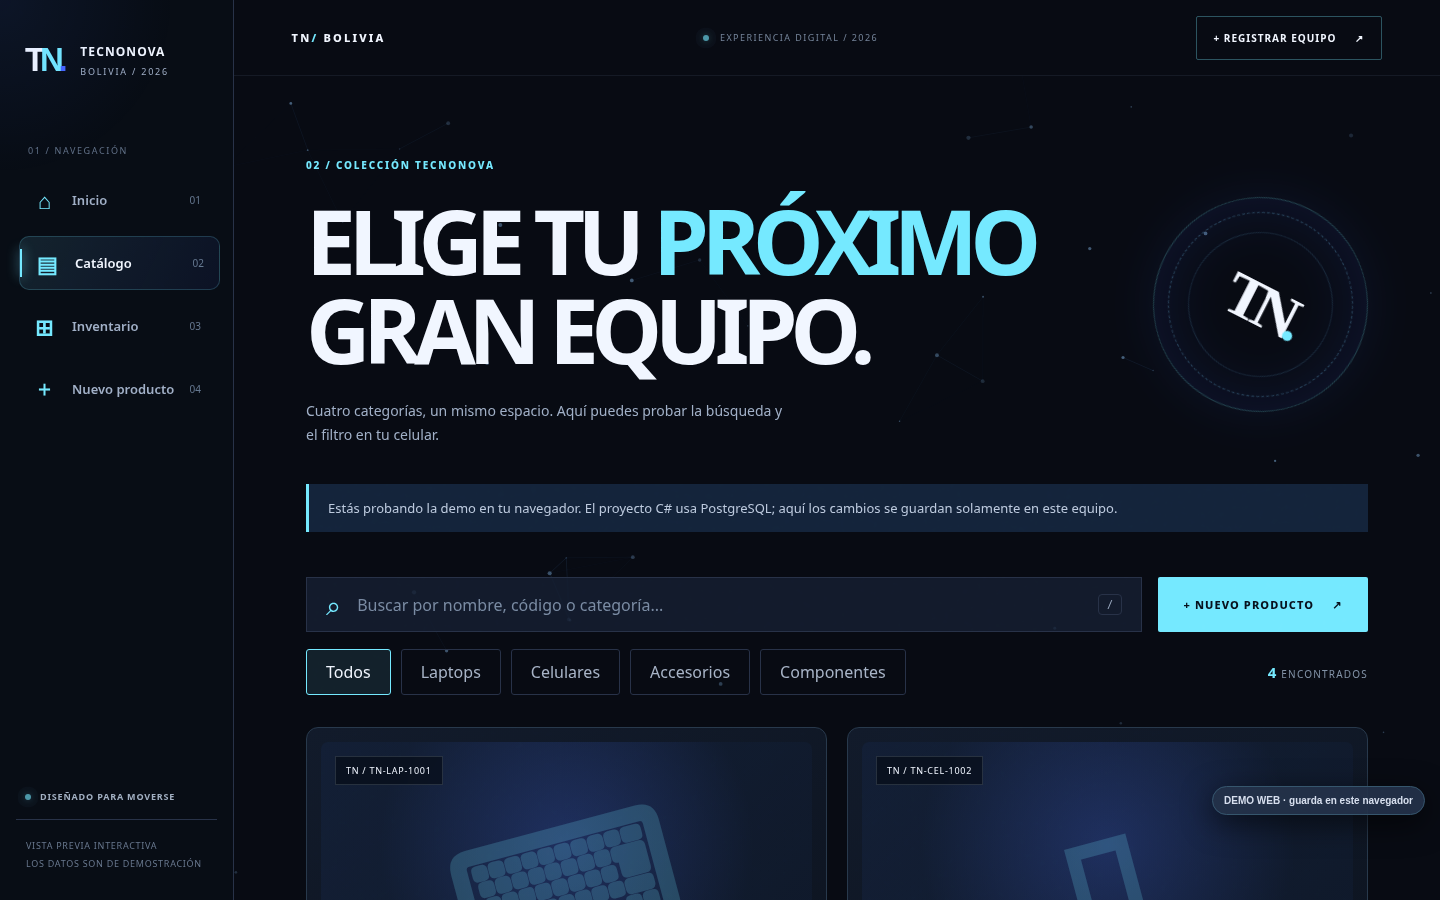 TN.
TECNONOVA
BOLIVIA / 2026
01 / NAVEGACIÓN
Inicio 01
Catálogo 02
Inventario 03
+ Nuevo producto 04
DISEÑADO PARA MOVERSE
VISTA PREVIA INTERACTIVA
LOS DATOS SON DE DEMOSTRACIÓN
TN/ BOLIVIA
EXPERIENCIA DIGITAL / 2026
+ REGISTRAR EQUIPO ↗
02 / COLECCIÓN TECNONOVA
ELIGE TU PRÓXIMO
GRAN EQUIPO.
TN.
Cuatro categorías, un mismo espacio. Aquí puedes probar la búsqueda y
el filtro en tu celular.
Estás probando la demo en tu navegador. El proyecto C# usa PostgreSQL; aquí los cambios se guardan solamente en este equipo.
Buscar por nombre, código o categoría... /
+ NUEVO PRODUCTO ↗
Todos
Laptops
Celulares
Accesorios
Componentes
4 ENCONTRADOS
TN / TN-LAP-1001
TN / TN-CEL-1002
DEMO WEB · guarda en este navegador